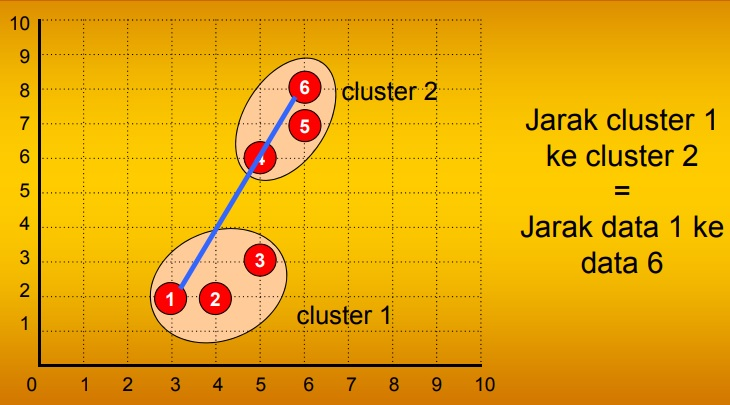 10
9
8
7
6
5
4
3
2
1
0 1 2 3 4 5 6 7 8 9 10
6
5
4
3
1 2
cluster 2
cluster 1
Jarak cluster 1
ke cluster 2
=
Jarak data 1 ke
data 6